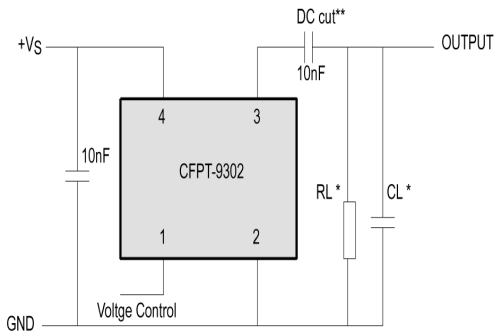 DC cut**
+VS
OUTPUT
10nF
4
3
10nF
CFPT-9302
RL *
CL *
1
2
Voltge Control
GND